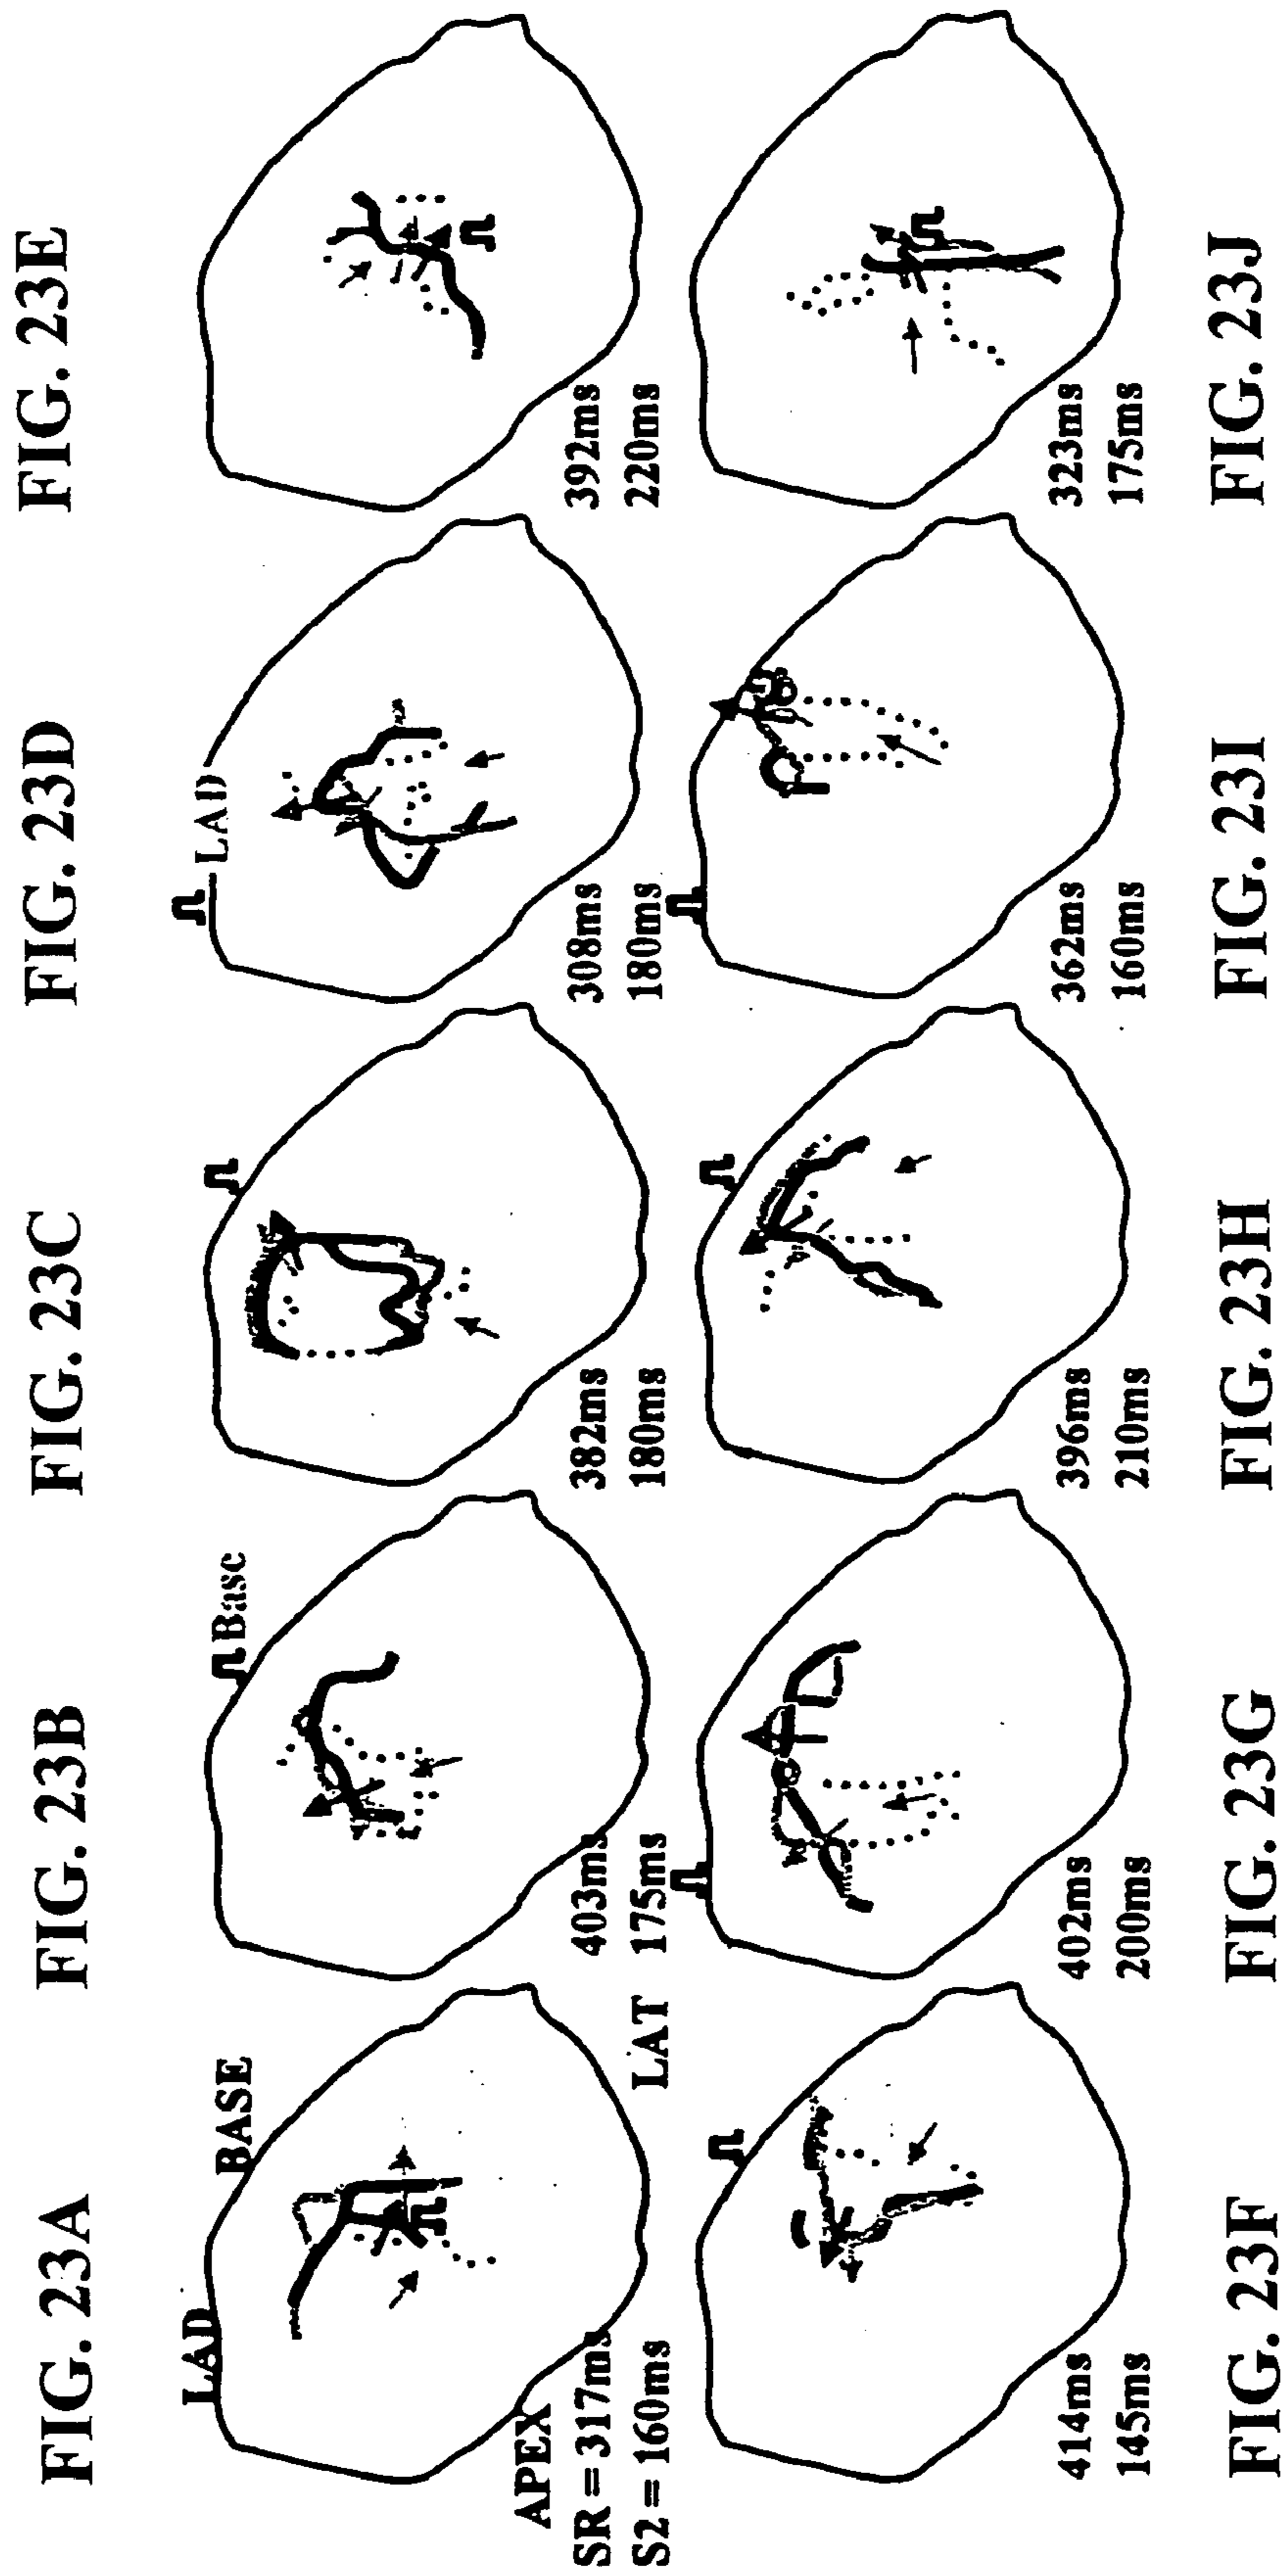 FIG. 23A
FIG. 23B
FIG. 23C
FIG. 23D
FIG. 23E
LAD
BASE
APEX
SR = 317ms
S2 = 160ms
Base
403ms
LAT 175ms
382ms
180ms
LAD
308ms
180ms
392ms
220ms
414ms
145ms
402ms
200ms
396ms
210ms
362ms
160ms
323ms
175ms
FIG. 23F
FIG. 23G
FIG. 23H
FIG. 23I
FIG. 23J